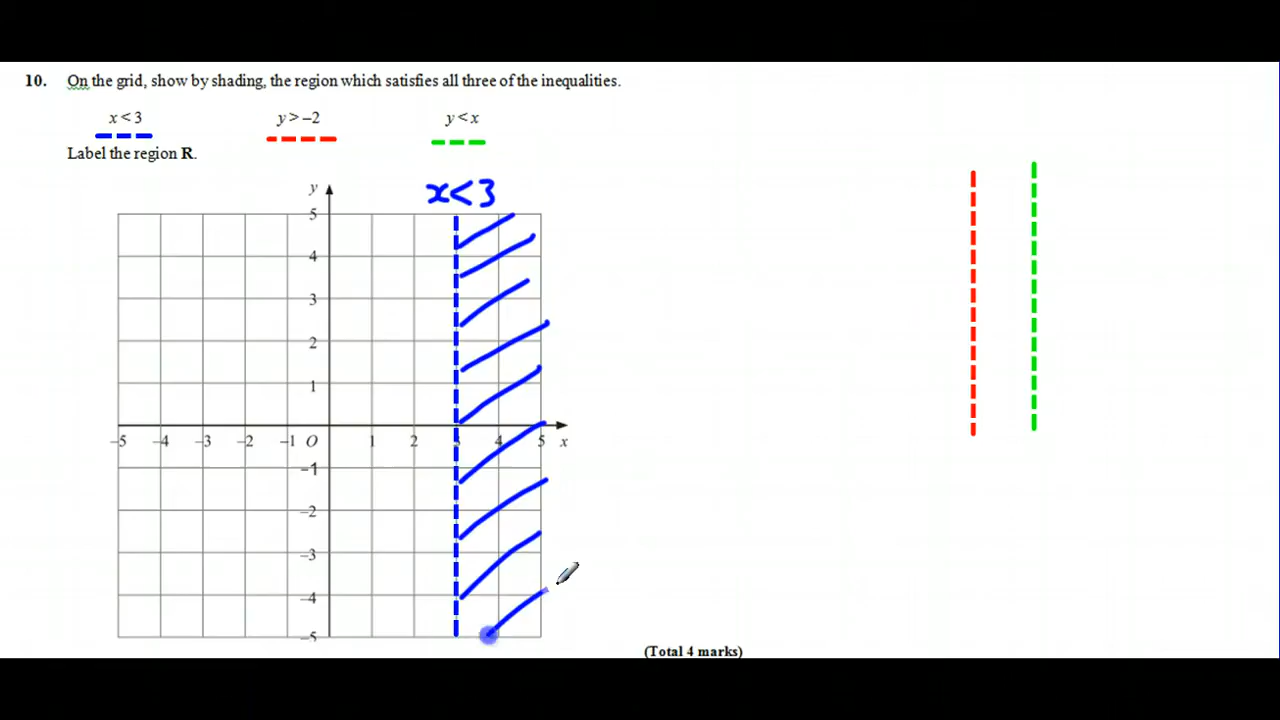 10. On the grid, show by shading, the region which satisfies all three of the inequalities.
x < 3 y > –2 y < x
Label the region R.
x<3
y
5
4
3
2
1
–5 –4 –3 –2 –1 O 1 2 4 5 x
–1
–2
–3
–4
–5
(Total 4 marks)